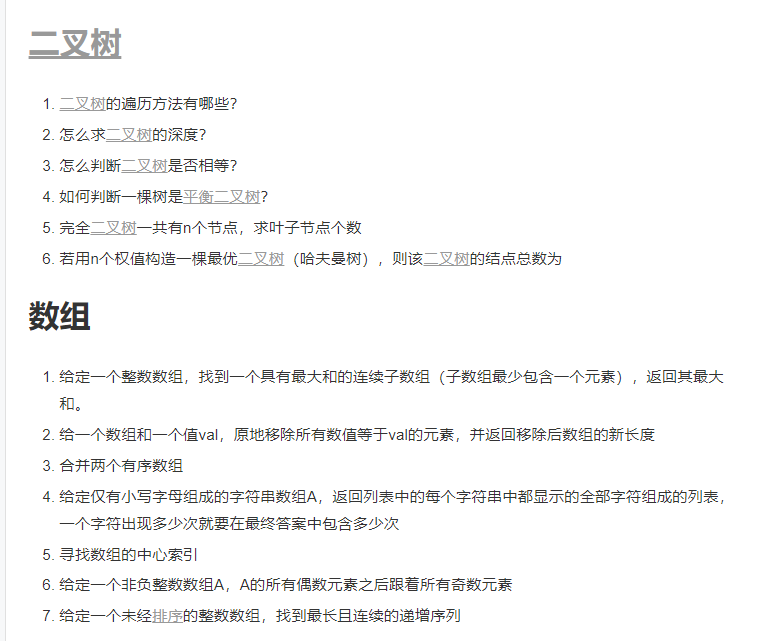 二叉树
1. 二叉树的遍历方法有哪些？
2. 怎么求二叉树的深度？
3. 怎么判断二叉树是否相等？
4. 如何判断一棵树是平衡二叉树？
5. 完全二叉树一共有n个节点，求叶子节点个数
6. 若用n个权值构造一棵最优二叉树（哈夫曼树），则该二叉树的结点总数为
数组
1. 给定一个整数数组，找到一个具有最大和的连续子数组（子数组最少包含一个元素），返回其最大
和。
2. 给一个数组和一个值val，原地移除所有数值等于val的元素，并返回移除后数组的新长度
3. 合并两个有序数组
4. 给定仅有小写字母组成的字符串数组A，返回列表中的每个字符串中都显示的全部字符组成的列表，
一个字符出现多少次就要在最终答案中包含多少次
5. 寻找数组的中心索引
6. 给定一个非负整数数组A，A的所有偶数元素之后跟着所有奇数元素
7. 给定一个未经排序的整数数组，找到最长且连续的递增序列